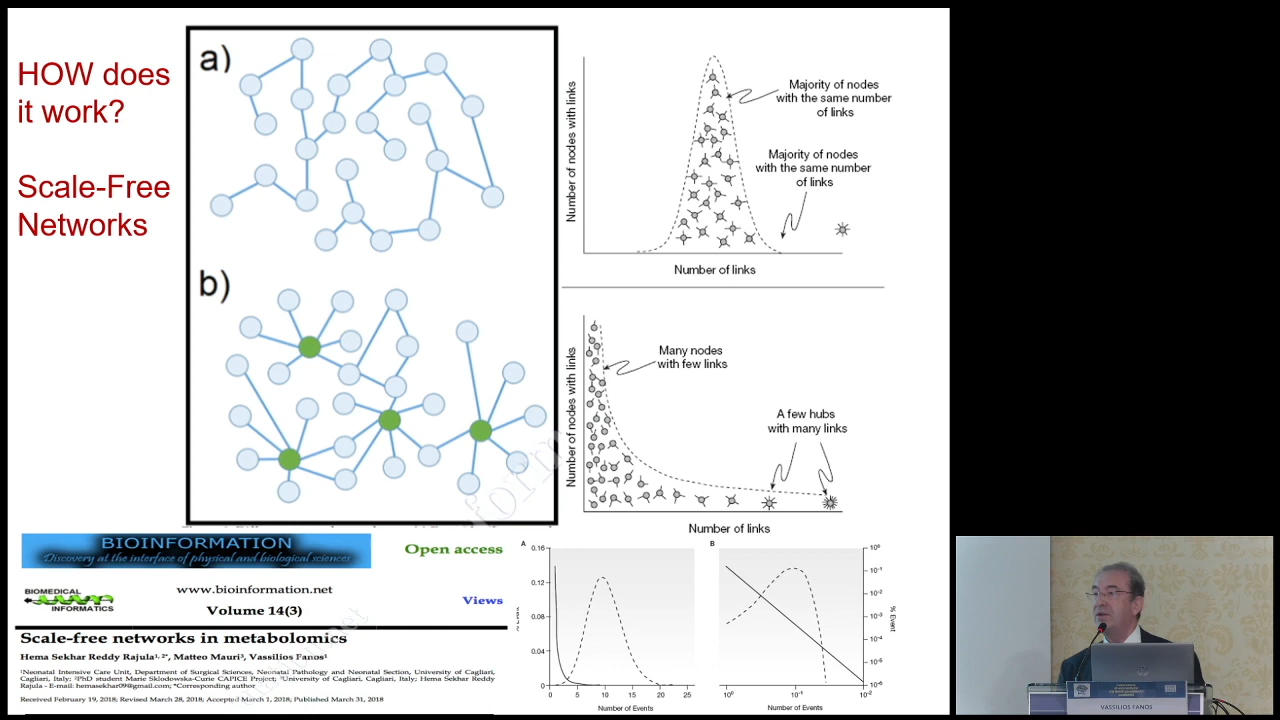 HOW does
it work?
Scale-Free
Networks
a)
b)
Number of nodes with links
Majority of nodes
with the same number
of links
Majority of nodes
with the same number
of links
Number of links
Number of nodes with links
Many nodes
with few links
A few hubs
with many links
Number of links
BIOINFORMATION
Discovery at the interface of physical and biological sciences
Open access
www.bioinformation.net
BIOMEDICAL
INFORMATICS
Volume 14(3)
Views
Scale-free networks in metabolomics
Hema Sekhar Reddy Rajula¹, ²*, Matteo Mauri³, Vassilios Fanos¹
¹Neonatal Intensive Care Unit, Department of Surgical Sciences, Neonatal Pathology and Neonatal Section, University of Cagliari,
Cagliari, Italy; ²PhD student Marie Sklodowska-Curie CAPICE Project; ³University of Cagliari, Cagliari, Italy; Hema Sekhar Reddy
Rajula - E-mail: hemasekhar09@gmail.com; *Corresponding author
Received February 19, 2018; Revised March 28, 2018; Accepted March 1, 2018; Published March 31, 2018
A
0.16
0.12
0.08
0.04
0
0 5 10 15 20 25
Number of Events
B
10⁰
10⁻¹
10⁻²
10⁻³
10⁻⁴
10⁻⁵
10⁻⁶
% Event
10⁰ 10⁻¹ 10⁻²
Number of Events
VASSILIOS FANOS